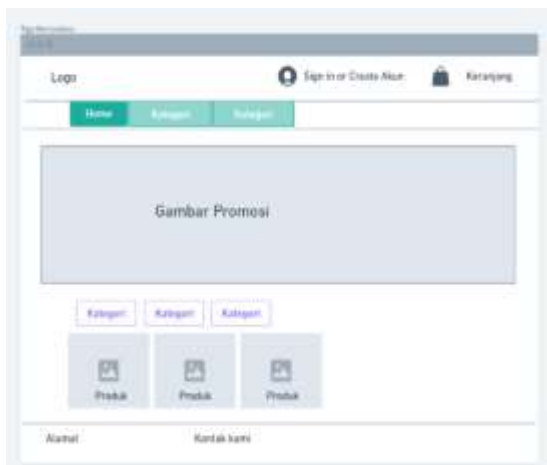 Logo
Sign in or Create Akun
Keranjang
Home
Kategori
Kategori
Gambar Promosi
Kategori
Kategori
Kategori
Produk
Produk
Produk
Alamat
Kontak kami